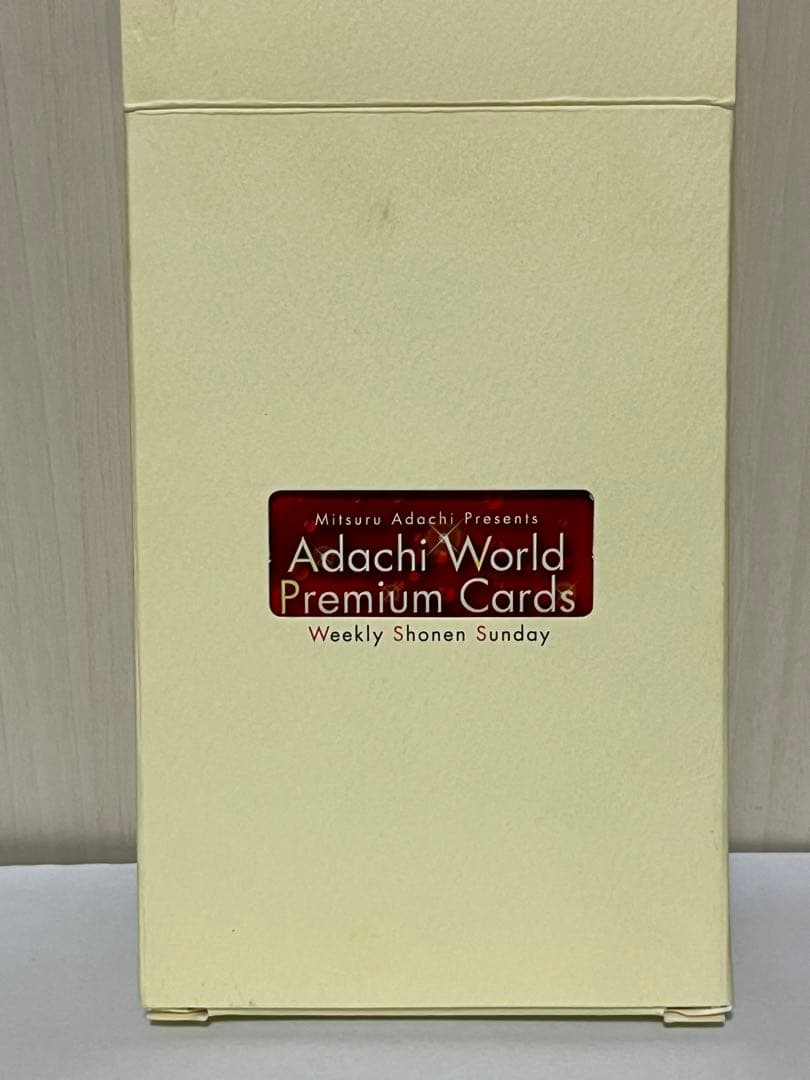 Mitsuru Adachi Presents
Adachi World
Premium Cards
Weekly Shonen Sunday